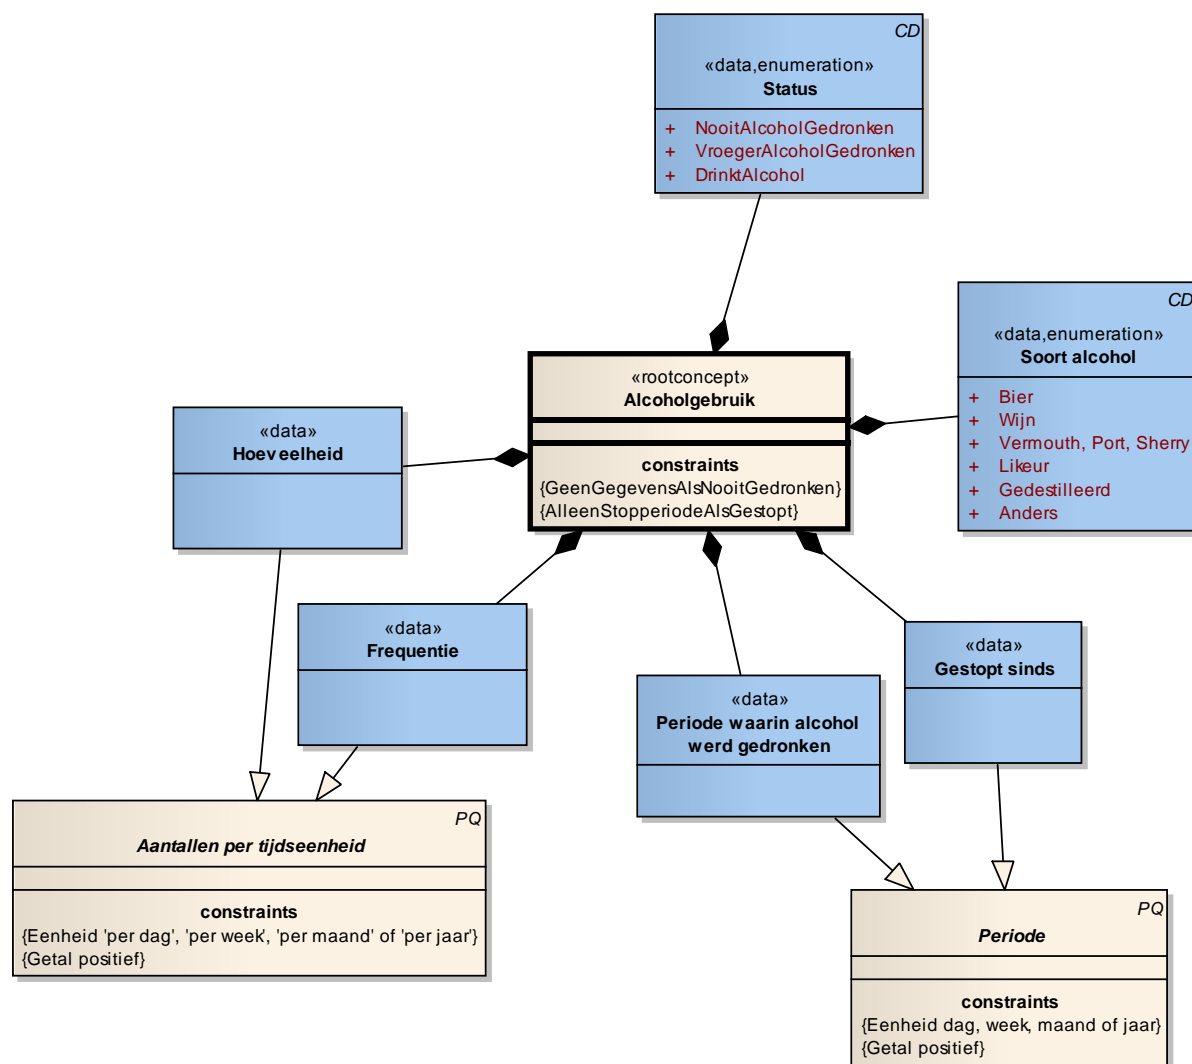 CD
«data,enumeration»
Status
+ NooitAlcoholGedronken
+ VroegerAlcoholGedronken
+ DrinktAlcohol
CD
«data,enumeration»
Soort alcohol
+ Bier
+ Wijn
+ Vermouth, Port, Sherry
+ Likeur
+ Gedestilleerd
+ Anders
«rootconcept»
Alcoholgebruik
constraints
{GeenGegevensAlsNooitGedronken}
{AlleenStopperiodeAlsGestopt}
«data»
Hoeveelheid
«data»
Frequentie
«data»
Periode waarin alcohol
werd gedronken
«data»
Gestopt sinds
PQ
Aantallen per tijdseenheid
constraints
{Eenheid 'per dag', 'per week', 'per maand' of 'per jaar'}
{Getal positief}
PQ
Periode
constraints
{Eenheid dag, week, maand of jaar}
{Getal positief}